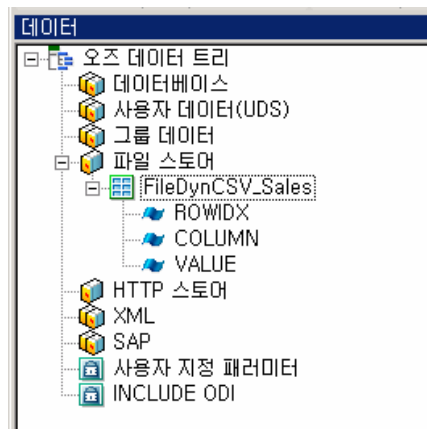 데이터
오즈 데이터 트리
데이터베이스
사용자 데이터(UDS)
그룹 데이터
파일 스토어
FileDynCSV_Sales
ROWIDX
COLUMN
VALUE
HTTP 스토어
XML
SAP
사용자 지정 패러미터
INCLUDE ODI